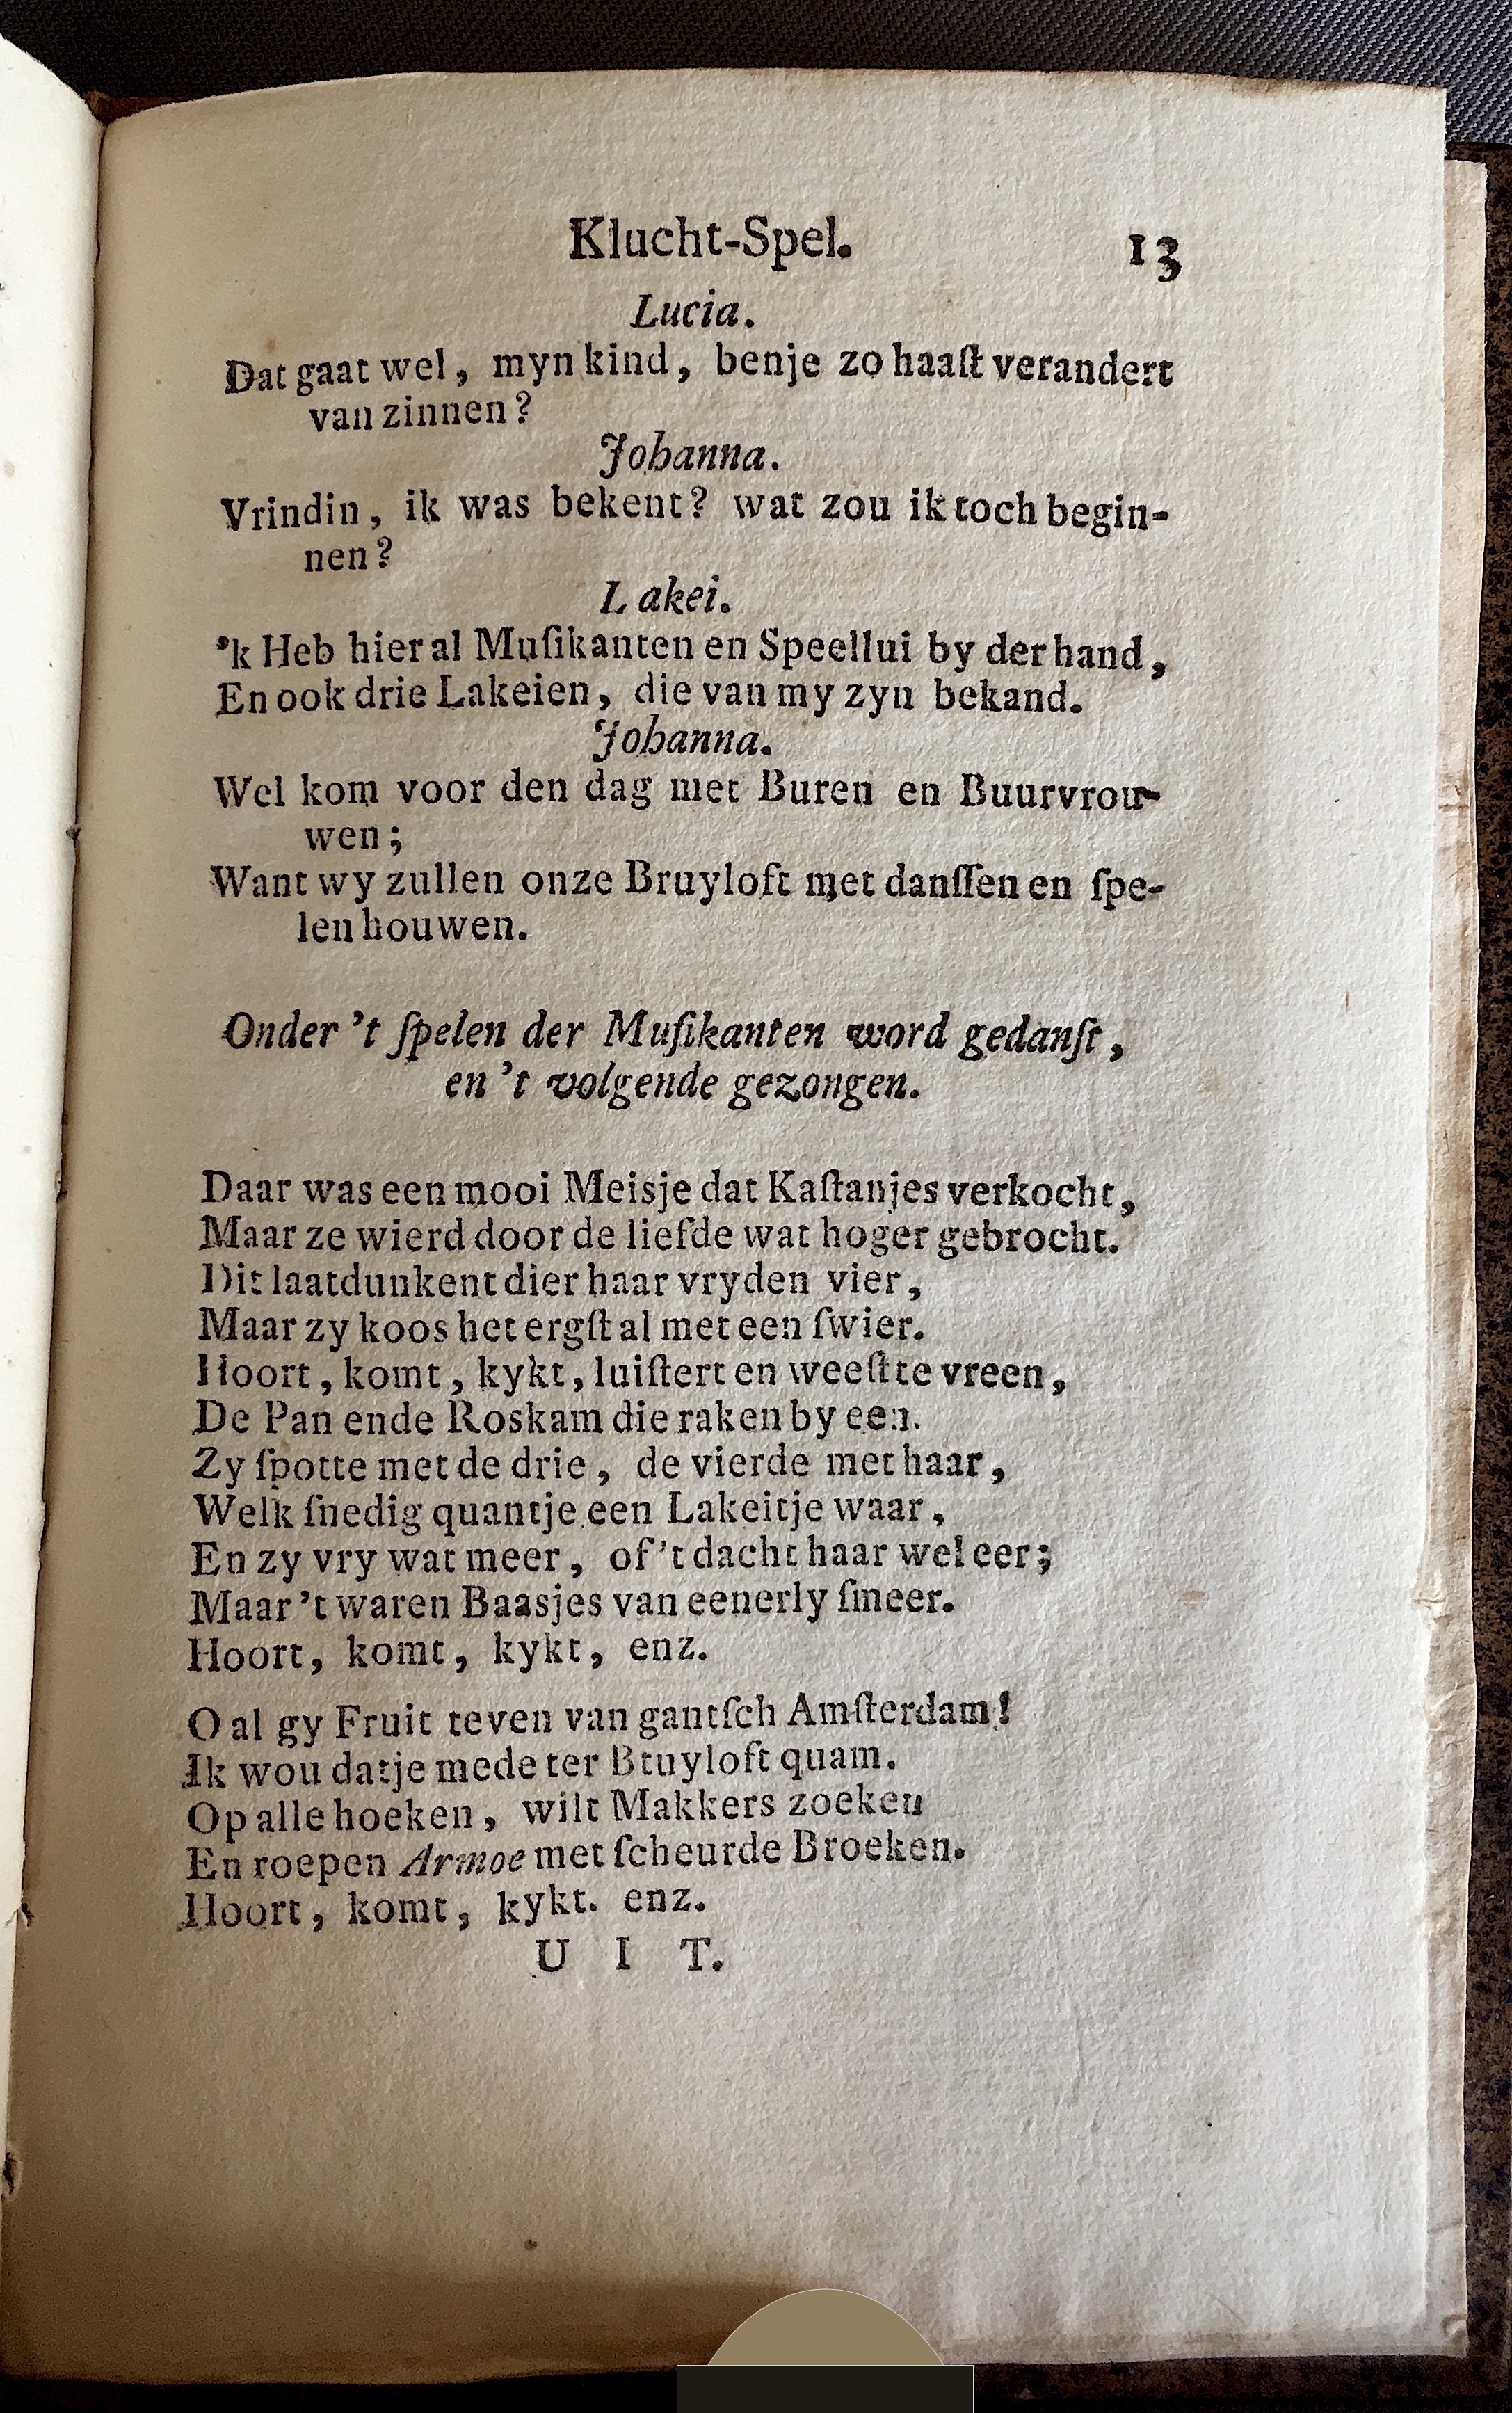 Klucht-Spel. 13
Lucia.
Dat gaat wel, myn kind, benje zo haaſt verandert
van zinnen?
Johanna.
Vrindin, ik was bekent? wat zou ik toch begin-
nen?
Lakei.
'k Heb hier al Muſikanten en Speellui by der hand,
En ook drie Lakeien, die van my zyn bekand.
Johanna.
Wel kom voor den dag met Buren en Buurvrou-
wen;
Want wy zullen onze Bruyloft met danſſen en ſpe-
len houwen.
Onder 't ſpelen der Muſikanten word gedanſt,
en 't volgende gezongen.
Daar was een mooi Meisje dat Kaſtanjes verkocht,
Maar ze wierd door de liefde wat hoger gebrocht.
Dit laatdunkent dier haar vryden vier,
Maar zy koos het ergſt al met een ſwier.
Hoort, komt, kykt, luiſtert en weeſt te vreen,
De Pan ende Roskam die raken by een.
Zy ſpotte met de drie, de vierde met haar,
Welk ſnedig quantje een Lakeitje waar,
En zy vry wat meer, of 't dacht haar wel eer;
Maar 't waren Baasjes van eenerly ſmeer.
Hoort, komt, kykt, enz.
O al gy Fruit teven van gantſch Amſterdam!
Ik wou datje mede ter Btuyloft quam.
Op alle hoeken, wilt Makkers zoeken
En roepen Armoe met ſcheurde Broeken.
Hoort, komt, kykt. enz.
U I T.